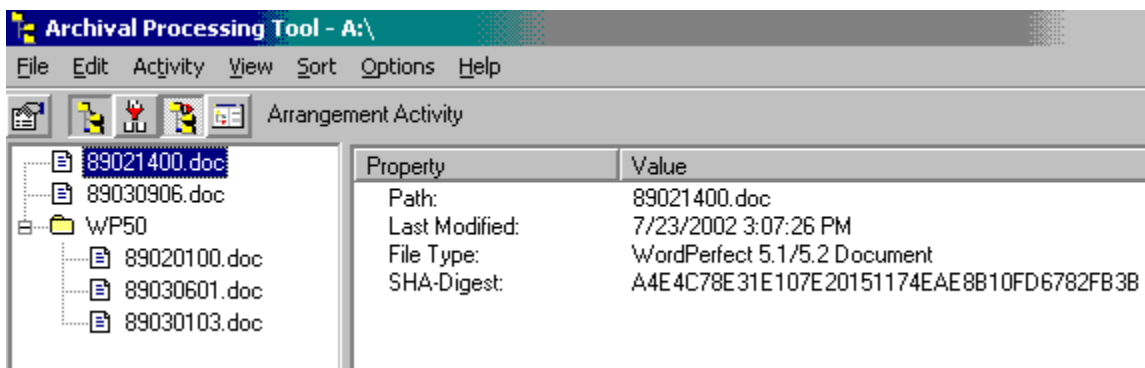 Archival Processing Tool - A:\
File Edit Activity View Sort Options Help
Arrangement Activity
89021400.doc
89030906.doc
WP50
89020100.doc
89030601.doc
89030103.doc
Property Value
Path: 89021400.doc
Last Modified: 7/23/2002 3:07:26 PM
File Type: WordPerfect 5.1/5.2 Document
SHA-Digest: A4E4C78E31E107E20151174EAE8B10FD6782FB3B